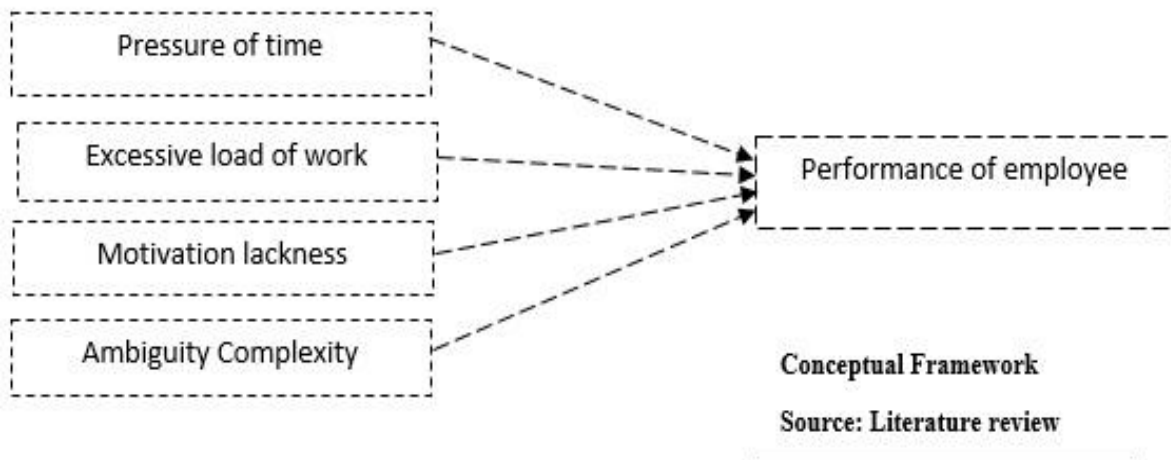 Pressure of time
Excessive load of work
Motivation lackness
Ambiguity Complexity
Performance of employee
Conceptual Framework
Source: Literature review